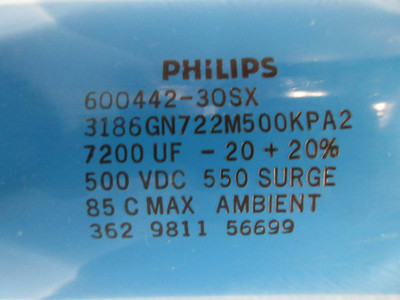 PHILIPS
600442-30SX
3186GN722M500KPA2
7200 UF - 20 + 20%
500 VDC 550 SURGE
85 C MAX AMBIENT
362 9811 56699